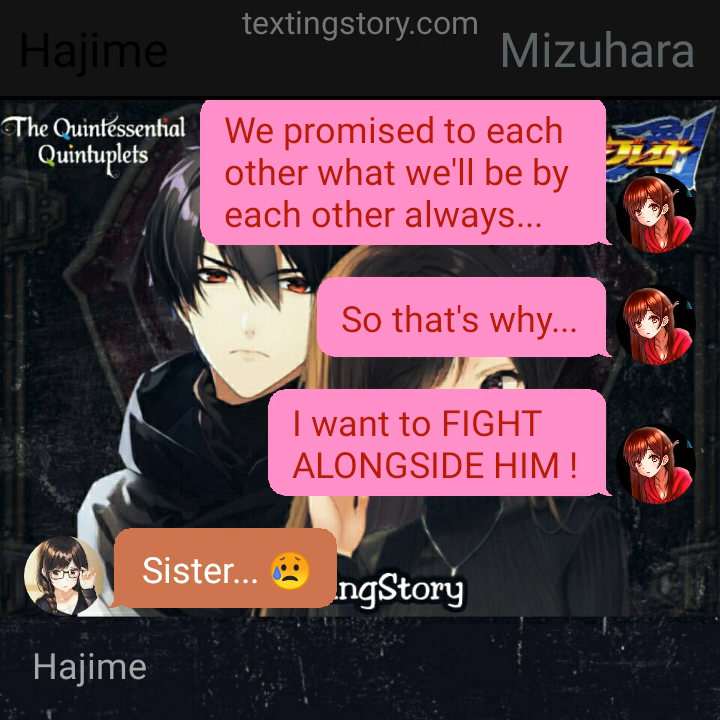 textingstory.com
Hajime
Mizuhara
The Quintessential
Quintuplets
We promised to each
other what we'll be by
each other always...
So that's why...
I want to FIGHT
ALONGSIDE HIM !
Sister... 😥
ngStory
Hajime